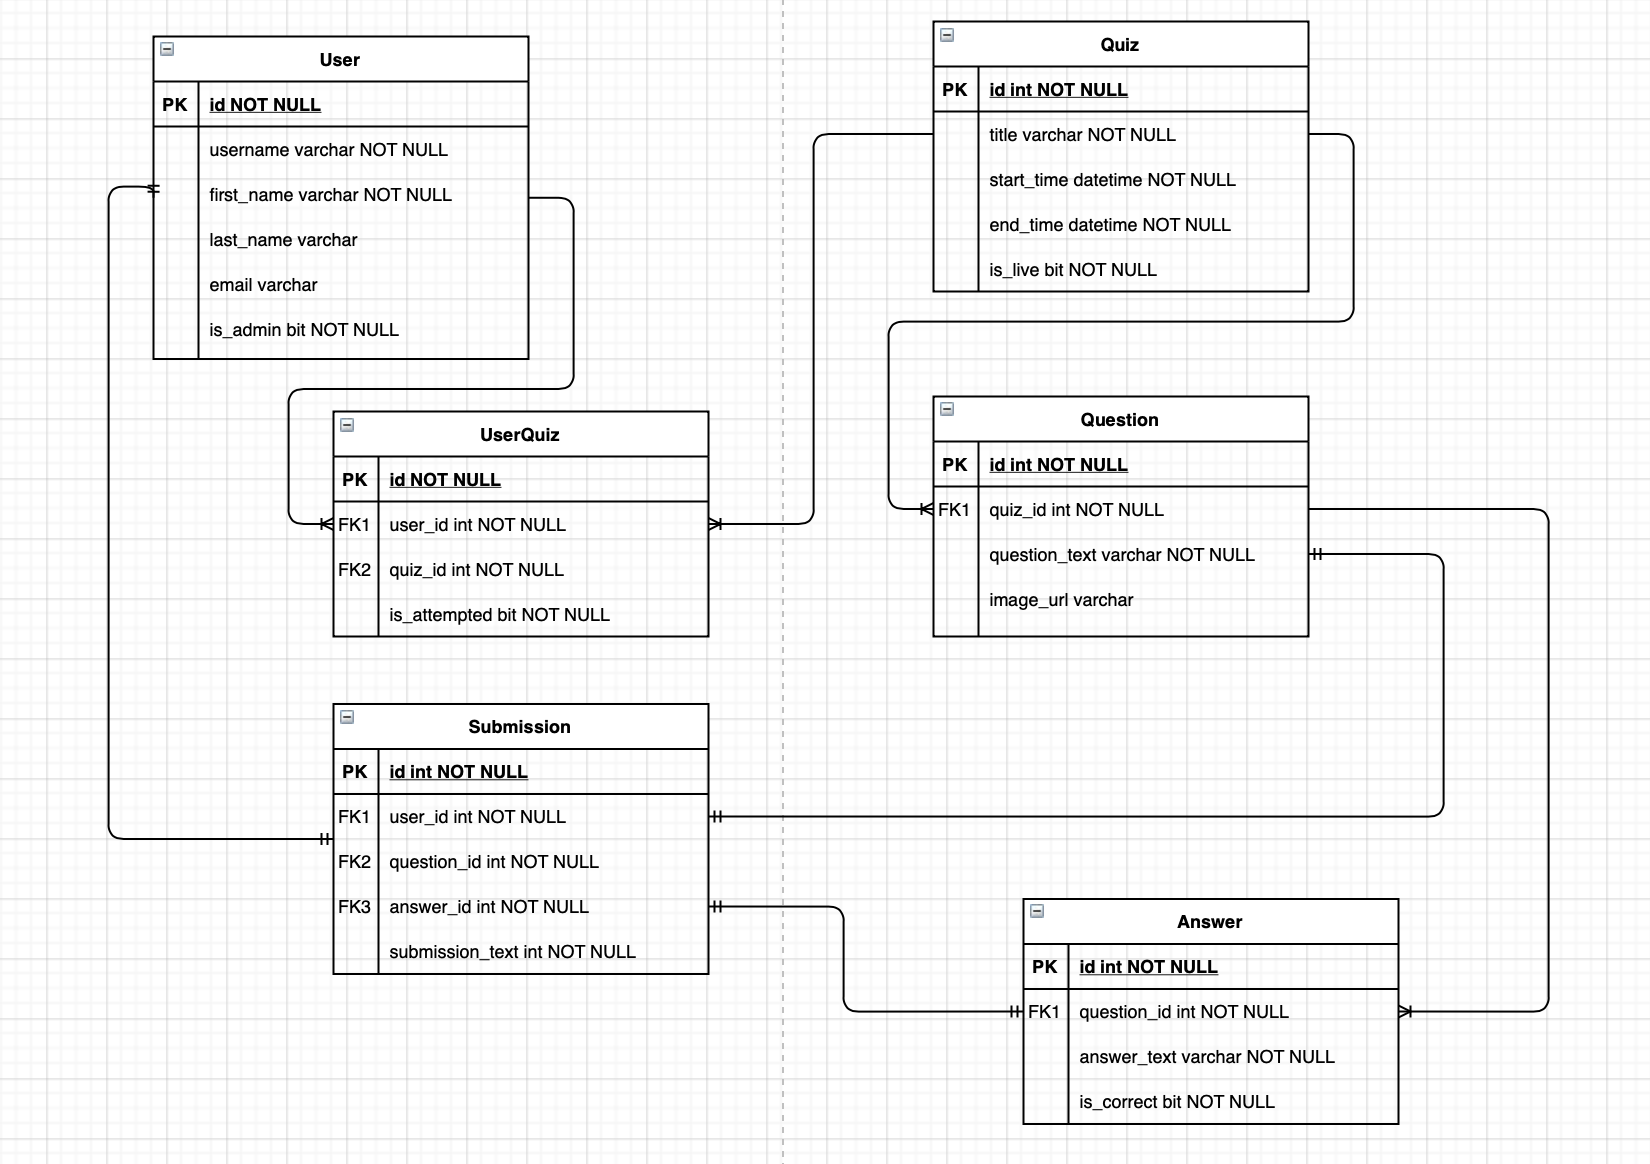 User
PK id NOT NULL
username varchar NOT NULL
first_name varchar NOT NULL
last_name varchar
email varchar
is_admin bit NOT NULL
Quiz
PK id int NOT NULL
title varchar NOT NULL
start_time datetime NOT NULL
end_time datetime NOT NULL
is_live bit NOT NULL
UserQuiz
PK id NOT NULL
FK1 user_id int NOT NULL
FK2 quiz_id int NOT NULL
is_attempted bit NOT NULL
Question
PK id int NOT NULL
FK1 quiz_id int NOT NULL
question_text varchar NOT NULL
image_url varchar
Submission
PK id int NOT NULL
FK1 user_id int NOT NULL
FK2 question_id int NOT NULL
FK3 answer_id int NOT NULL
submission_text int NOT NULL
Answer
PK id int NOT NULL
FK1 question_id int NOT NULL
answer_text varchar NOT NULL
is_correct bit NOT NULL